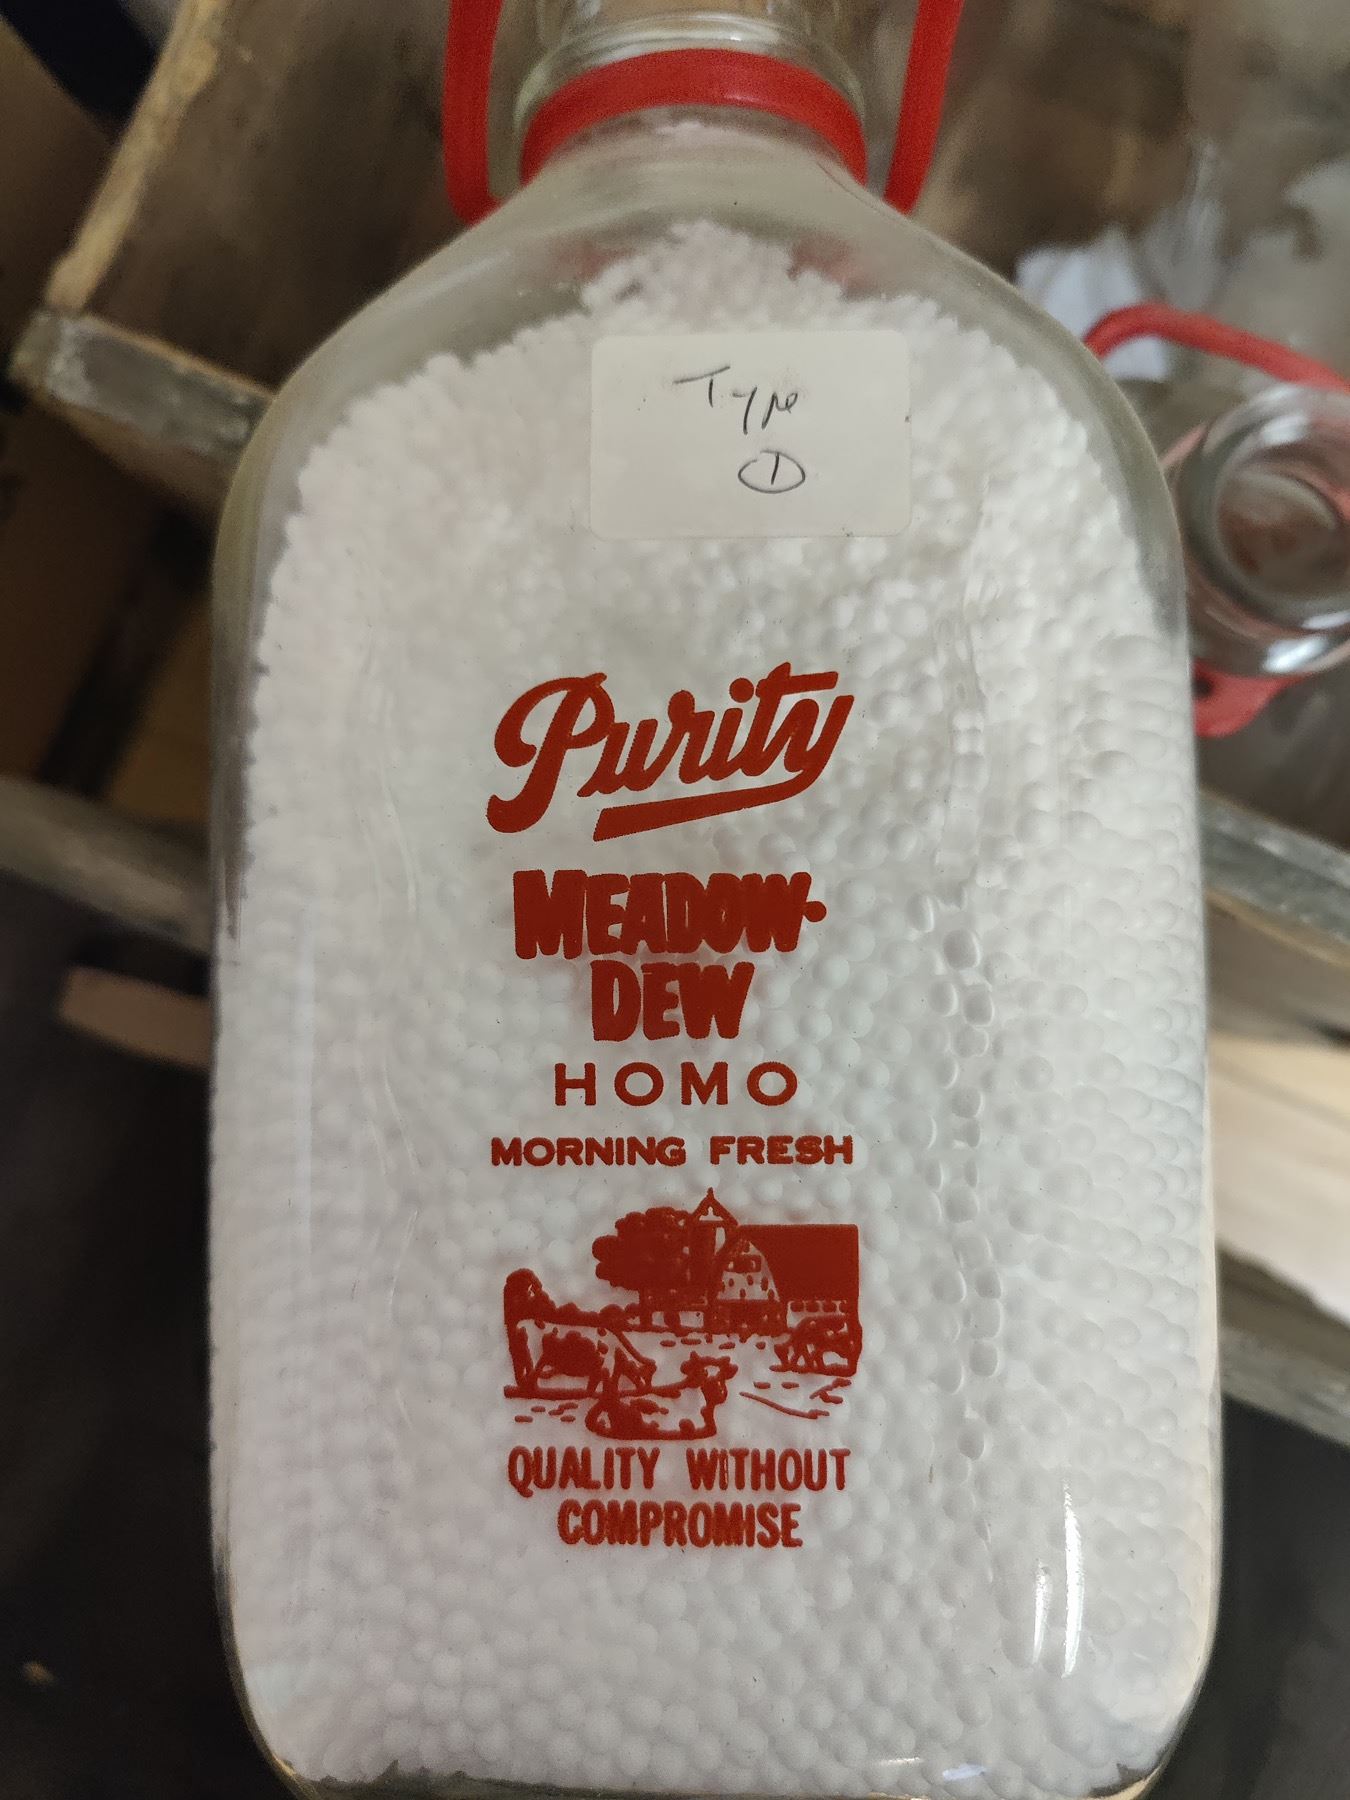 Type
1
Purity
MEADOW-
DEW
HOMO
MORNING FRESH
QUALITY WITHOUT
COMPROMISE